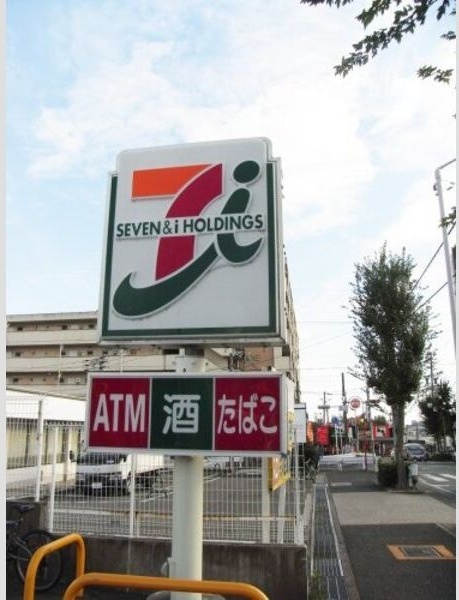 SEVEN & i HOLDINGS
ATM 酒 たばこ